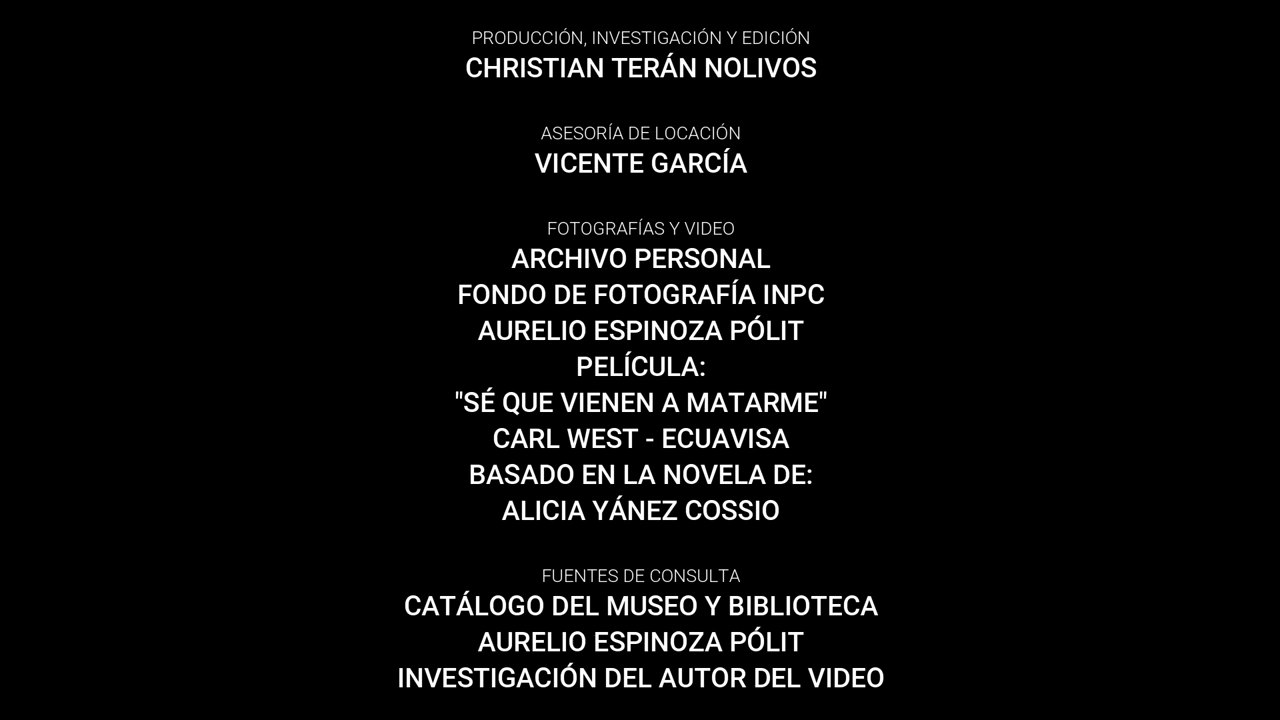 PRODUCCIÓN, INVESTIGACIÓN Y EDICIÓN
CHRISTIAN TERÁN NOLIVOS
ASESORÍA DE LOCACIÓN
VICENTE GARCÍA
FOTOGRAFÍAS Y VIDEO
ARCHIVO PERSONAL
FONDO DE FOTOGRAFÍA INPC
AURELIO ESPINOZA PÓLIT
PELÍCULA:
"SÉ QUE VIENEN A MATARME"
CARL WEST - ECUAVISA
BASADO EN LA NOVELA DE:
ALICIA YÁNEZ COSSIO
FUENTES DE CONSULTA
CATÁLOGO DEL MUSEO Y BIBLIOTECA
AURELIO ESPINOZA PÓLIT
INVESTIGACIÓN DEL AUTOR DEL VIDEO